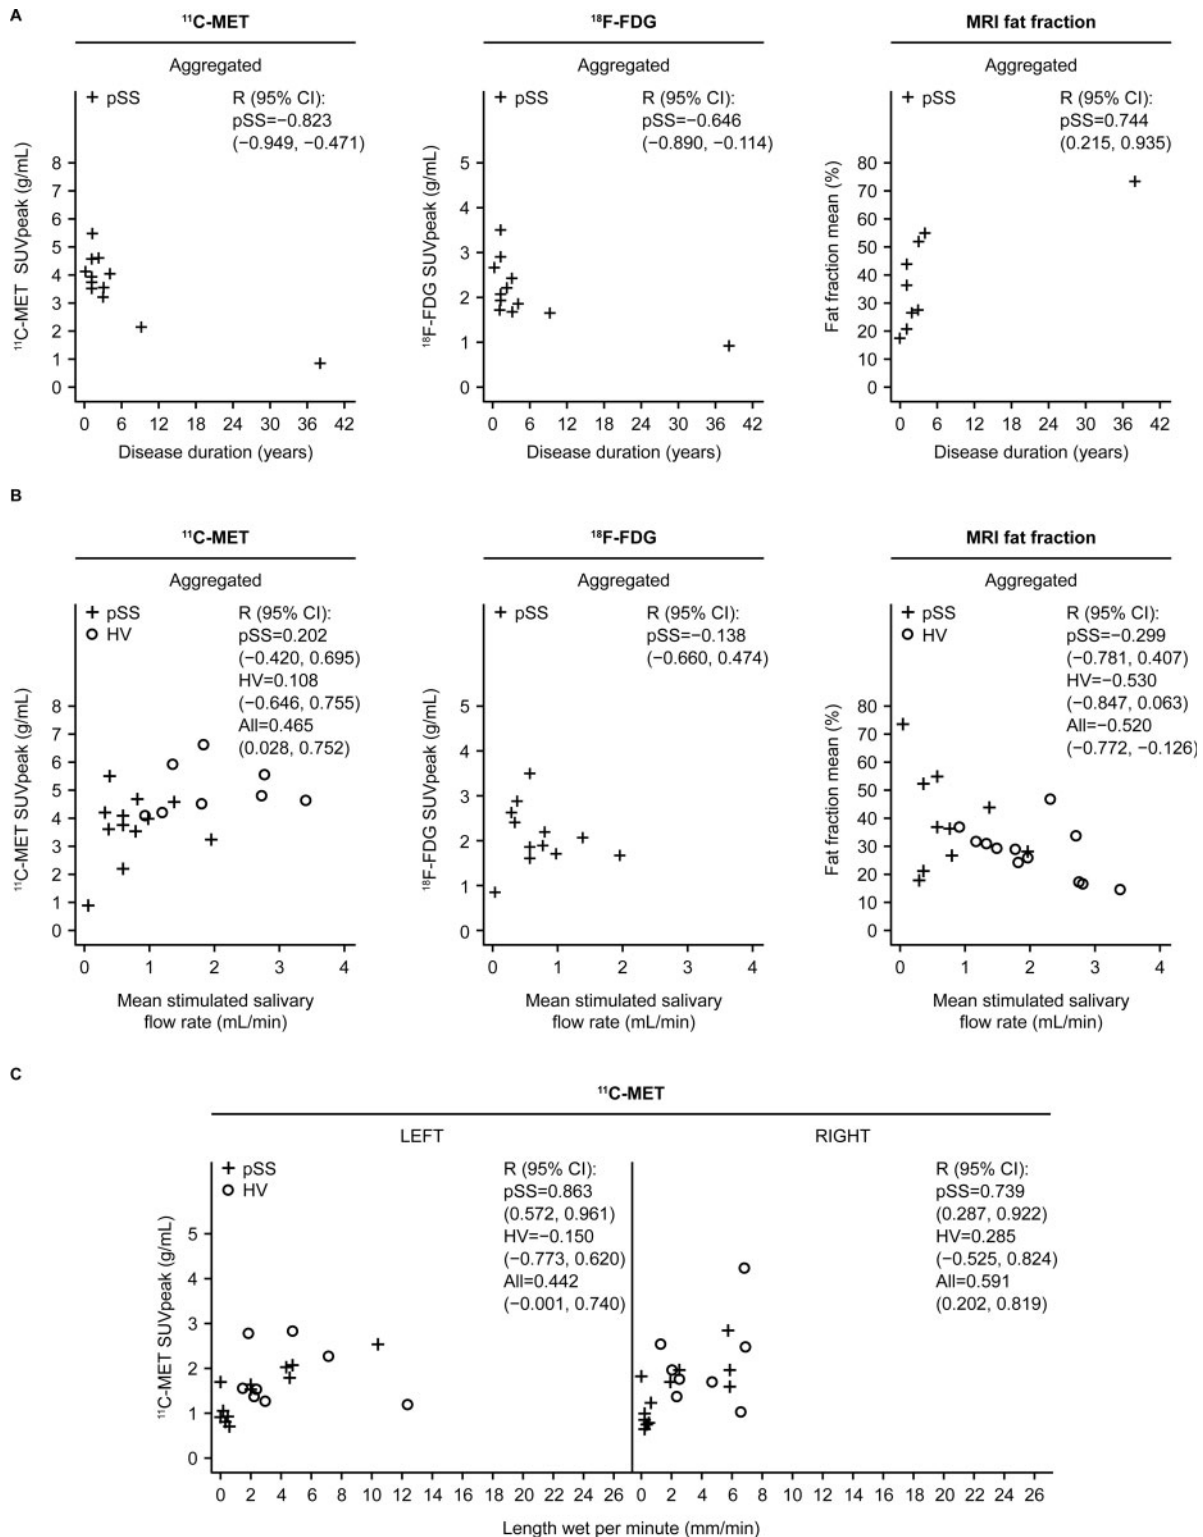 A
¹¹C-MET
Aggregated
pSS
R (95% CI):
pSS=−0.823
(−0.949, −0.471)
¹¹C-MET SUVpeak (g/mL)
8
7
6
5
4
3
2
1
0
0 6 12 18 24 30 36 42
Disease duration (years)
¹⁸F-FDG
Aggregated
pSS
R (95% CI):
pSS=−0.646
(−0.890, −0.114)
¹⁸F-FDG SUVpeak (g/mL)
5
4
3
2
1
0
0 6 12 18 24 30 36 42
Disease duration (years)
MRI fat fraction
Aggregated
pSS
R (95% CI):
pSS=0.744
(0.215, 0.935)
Fat fraction mean (%)
80
70
60
50
40
30
20
10
0
0 6 12 18 24 30 36 42
Disease duration (years)
B
¹¹C-MET
Aggregated
pSS
HV
R (95% CI):
pSS=0.202
(−0.420, 0.695)
HV=0.108
(−0.646, 0.755)
All=0.465
(0.028, 0.752)
¹¹C-MET SUVpeak (g/mL)
8
7
6
5
4
3
2
1
0
0 1 2 3 4
Mean stimulated salivary
flow rate (mL/min)
¹⁸F-FDG
Aggregated
pSS
R (95% CI):
pSS=−0.138
(−0.660, 0.474)
¹⁸F-FDG SUVpeak (g/mL)
5
4
3
2
1
0
0 1 2 3 4
Mean stimulated salivary
flow rate (mL/min)
MRI fat fraction
Aggregated
pSS
HV
R (95% CI):
pSS=−0.299
(−0.781, 0.407)
HV=−0.530
(−0.847, 0.063)
All=−0.520
(−0.772, −0.126)
Fat fraction mean (%)
80
70
60
50
40
30
20
10
0
0 1 2 3 4
Mean stimulated salivary
flow rate (mL/min)
C
¹¹C-MET
LEFT
pSS
HV
R (95% CI):
pSS=0.863
(0.572, 0.961)
HV=−0.150
(−0.773, 0.620)
All=0.442
(−0.001, 0.740)
¹¹C-MET SUVpeak (g/mL)
5
4
3
2
1
0
0 2 4 6 8 10 12 14 16 18 20 22 24 26
RIGHT
R (95% CI):
pSS=0.739
(0.287, 0.922)
HV=0.285
(−0.525, 0.824)
All=0.591
(0.202, 0.819)
0 2 4 6 8 10 12 14 16 18 20 22 24 26
Length wet per minute (mm/min)